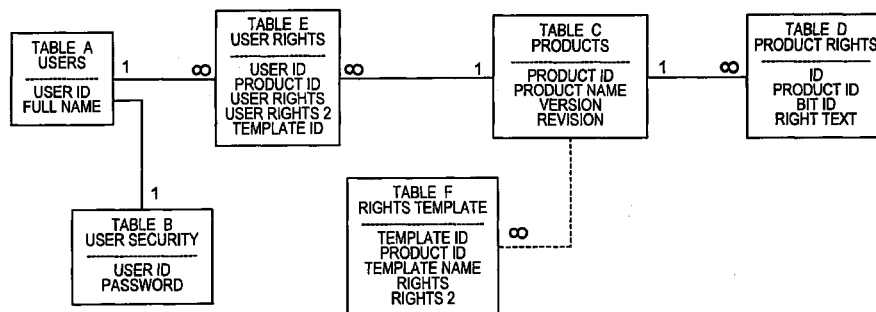 TABLE A
USERS
USER ID
FULL NAME
1
∞
TABLE E
USER RIGHTS
USER ID
PRODUCT ID
USER RIGHTS
USER RIGHTS 2
TEMPLATE ID
∞
1
TABLE C
PRODUCTS
PRODUCT ID
PRODUCT NAME
VERSION
REVISION
1
∞
TABLE D
PRODUCT RIGHTS
ID
PRODUCT ID
BIT ID
RIGHT TEXT
1
TABLE B
USER SECURITY
USER ID
PASSWORD
TABLE F
RIGHTS TEMPLATE
TEMPLATE ID
PRODUCT ID
TEMPLATE NAME
RIGHTS
RIGHTS 2
∞